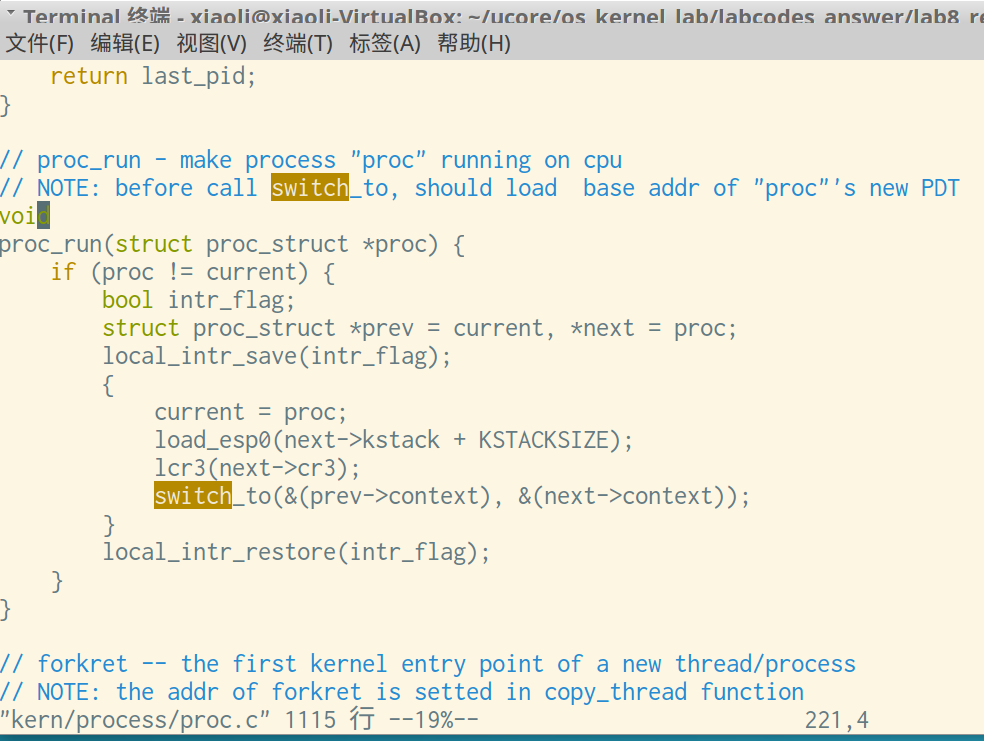 Terminal 终端 - xiaoli@xiaoli-VirtualBox: ~/ucore/os_kernel_lab/labcodes_answer/lab8_re
文件(F) 编辑(E) 视图(V) 终端(T) 标签(A) 帮助(H)
    return last_pid;
}

// proc_run - make process "proc" running on cpu
// NOTE: before call switch_to, should load  base addr of "proc"'s new PDT
void
proc_run(struct proc_struct *proc) {
    if (proc != current) {
        bool intr_flag;
        struct proc_struct *prev = current, *next = proc;
        local_intr_save(intr_flag);
        {
            current = proc;
            load_esp0(next->kstack + KSTACKSIZE);
            lcr3(next->cr3);
            switch_to(&(prev->context), &(next->context));
        }
        local_intr_restore(intr_flag);
    }
}

// forkret -- the first kernel entry point of a new thread/process
// NOTE: the addr of forkret is setted in copy_thread function
"kern/process/proc.c" 1115 行 --19%-- 221,4